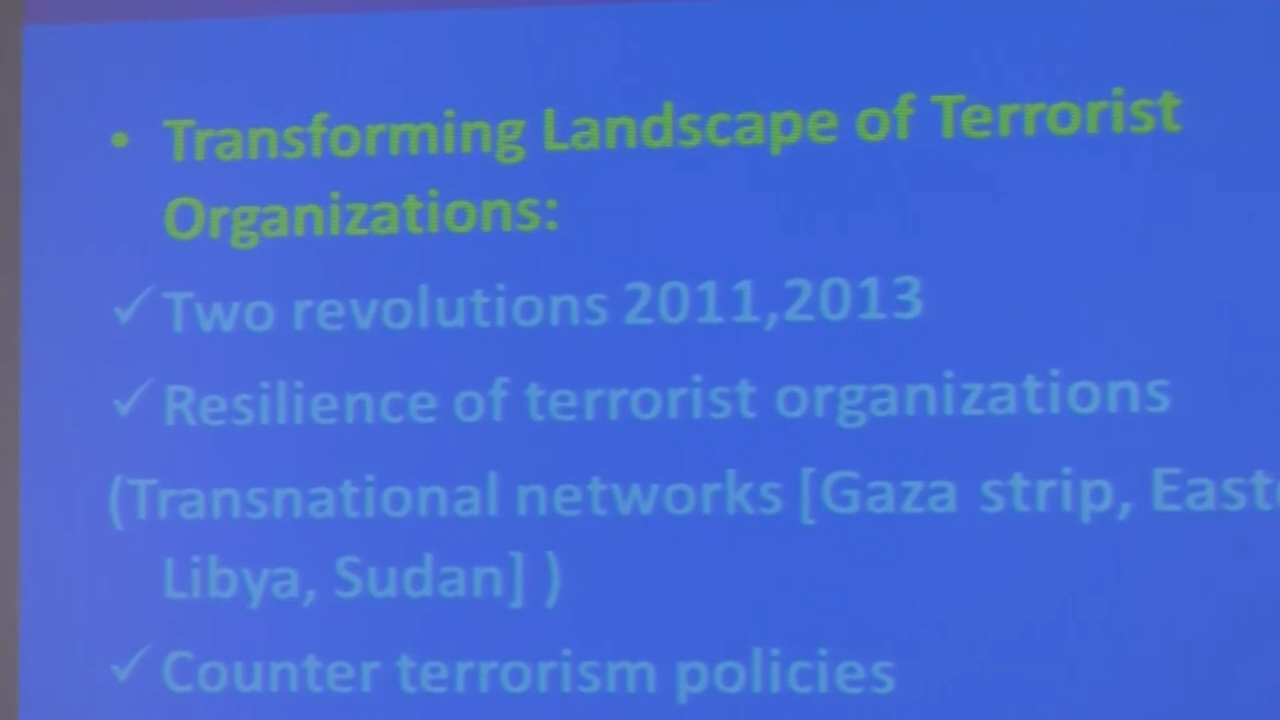 • Transforming Landscape of Terrorist
Organizations:
✓ Two revolutions 2011,2013
✓ Resilience of terrorist organizations
(Transnational networks [Gaza strip,
Libya, Sudan] )
✓ Counter terrorism policies